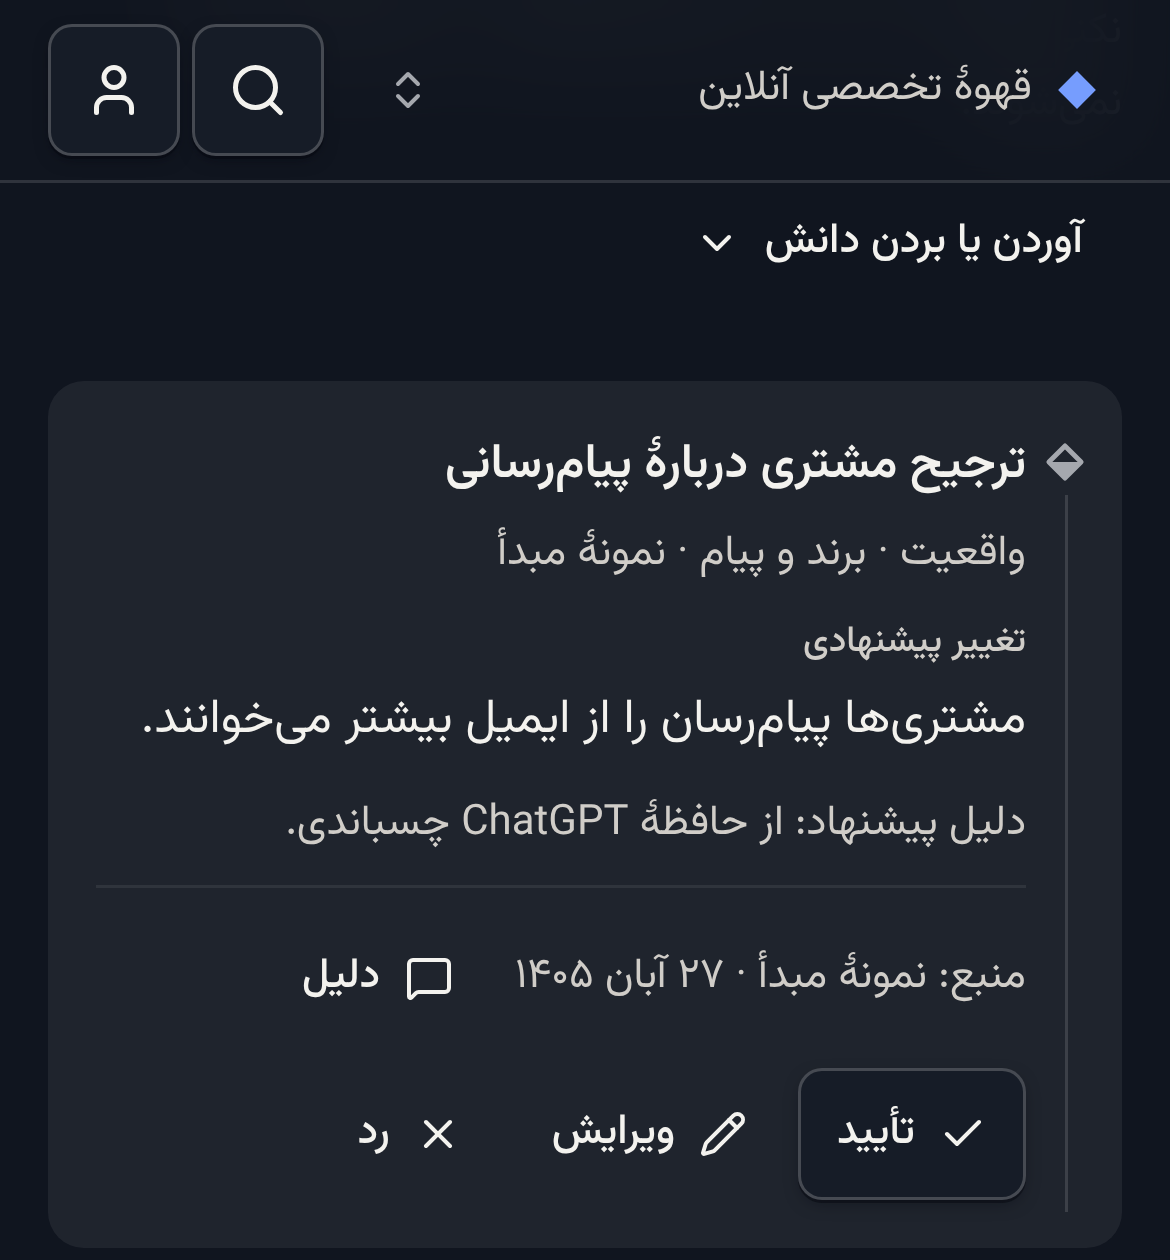 قهوهٔ تخصصی آنلاین
آوردن یا بردن دانش
ترجیح مشتری دربارهٔ پیام‌رسانی
واقعیت · برند و پیام · نمونهٔ مبدأ
تغییر پیشنهادی
مشتری‌ها پیام‌رسان را از ایمیل بیشتر می‌خوانند.
دلیل پیشنهاد: از حافظهٔ ChatGPT چسباندی.
منبع: نمونهٔ مبدأ · ۲۷ آبان ۱۴۰۵ دلیل
تأیید ویرایش رد